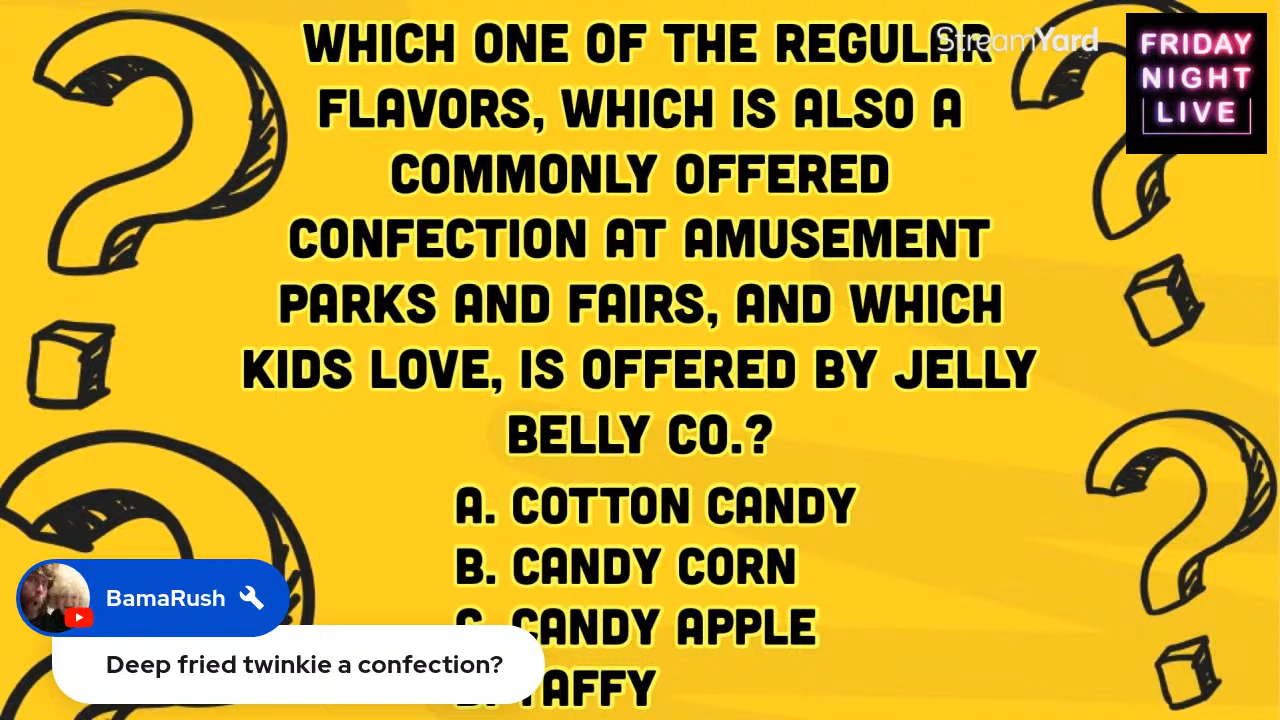 WHICH ONE OF THE REGULAR
FLAVORS, WHICH IS ALSO A
COMMONLY OFFERED
CONFECTION AT AMUSEMENT
PARKS AND FAIRS, AND WHICH
KIDS LOVE, IS OFFERED BY JELLY
BELLY CO.?
A. COTTON CANDY
B. CANDY CORN
C. CANDY APPLE
D. TAFFY
StreamYard
FRIDAY
NIGHT
LIVE
BamaRush
Deep fried twinkie a confection?